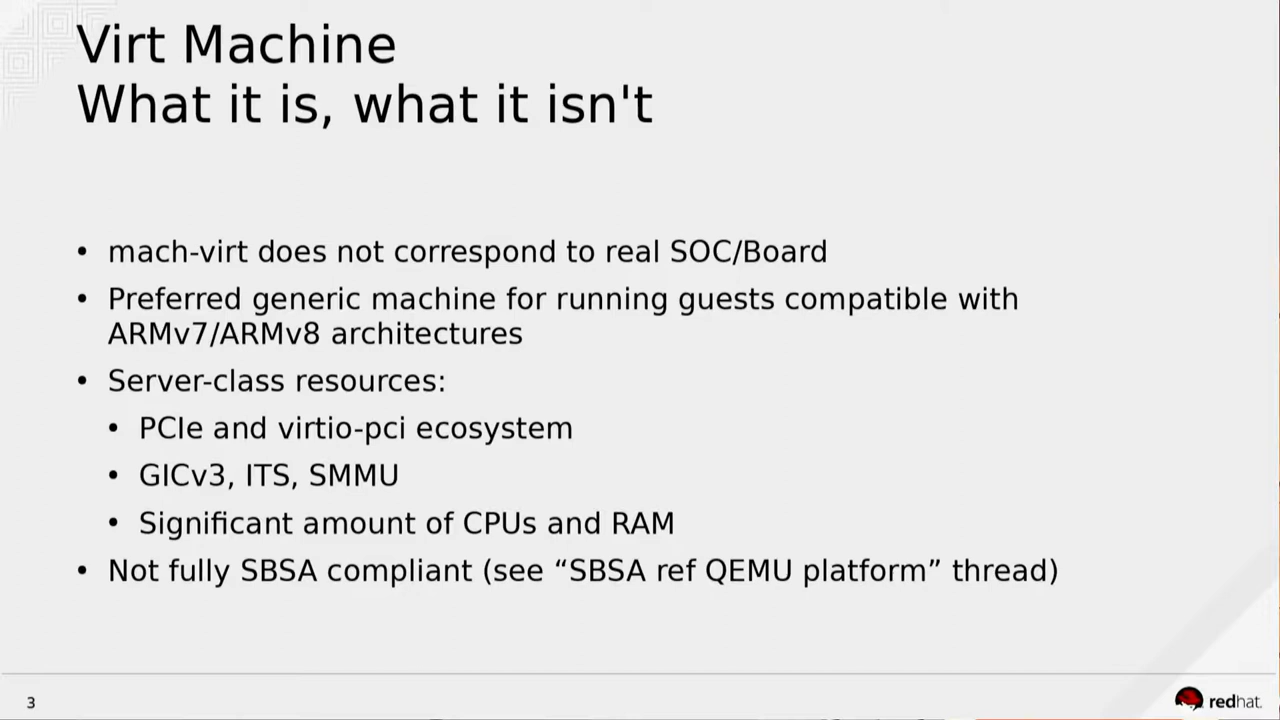 Virt Machine
What it is, what it isn't
• mach-virt does not correspond to real SOC/Board
• Preferred generic machine for running guests compatible with
ARMv7/ARMv8 architectures
• Server-class resources:
• PCIe and virtio-pci ecosystem
• GICv3, ITS, SMMU
• Significant amount of CPUs and RAM
• Not fully SBSA compliant (see “SBSA ref QEMU platform” thread)
3
redhat.